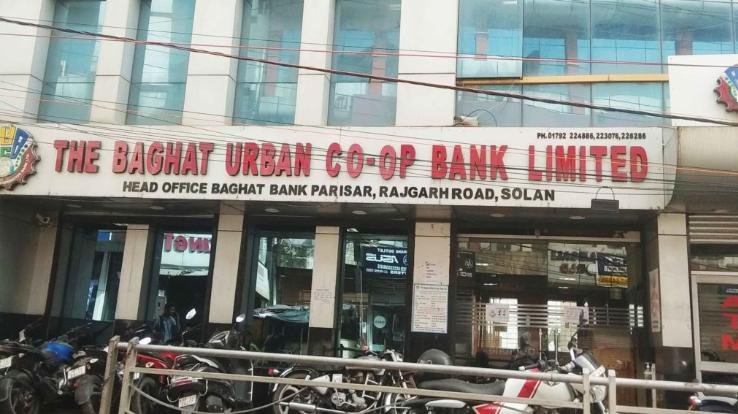 PH.01792 224886,223076,226286
THE BAGHAT URBAN CO-OP BANK LIMITED
HEAD OFFICE BAGHAT BANK PARISAR, RAJGARH ROAD, SOLAN
ASUS